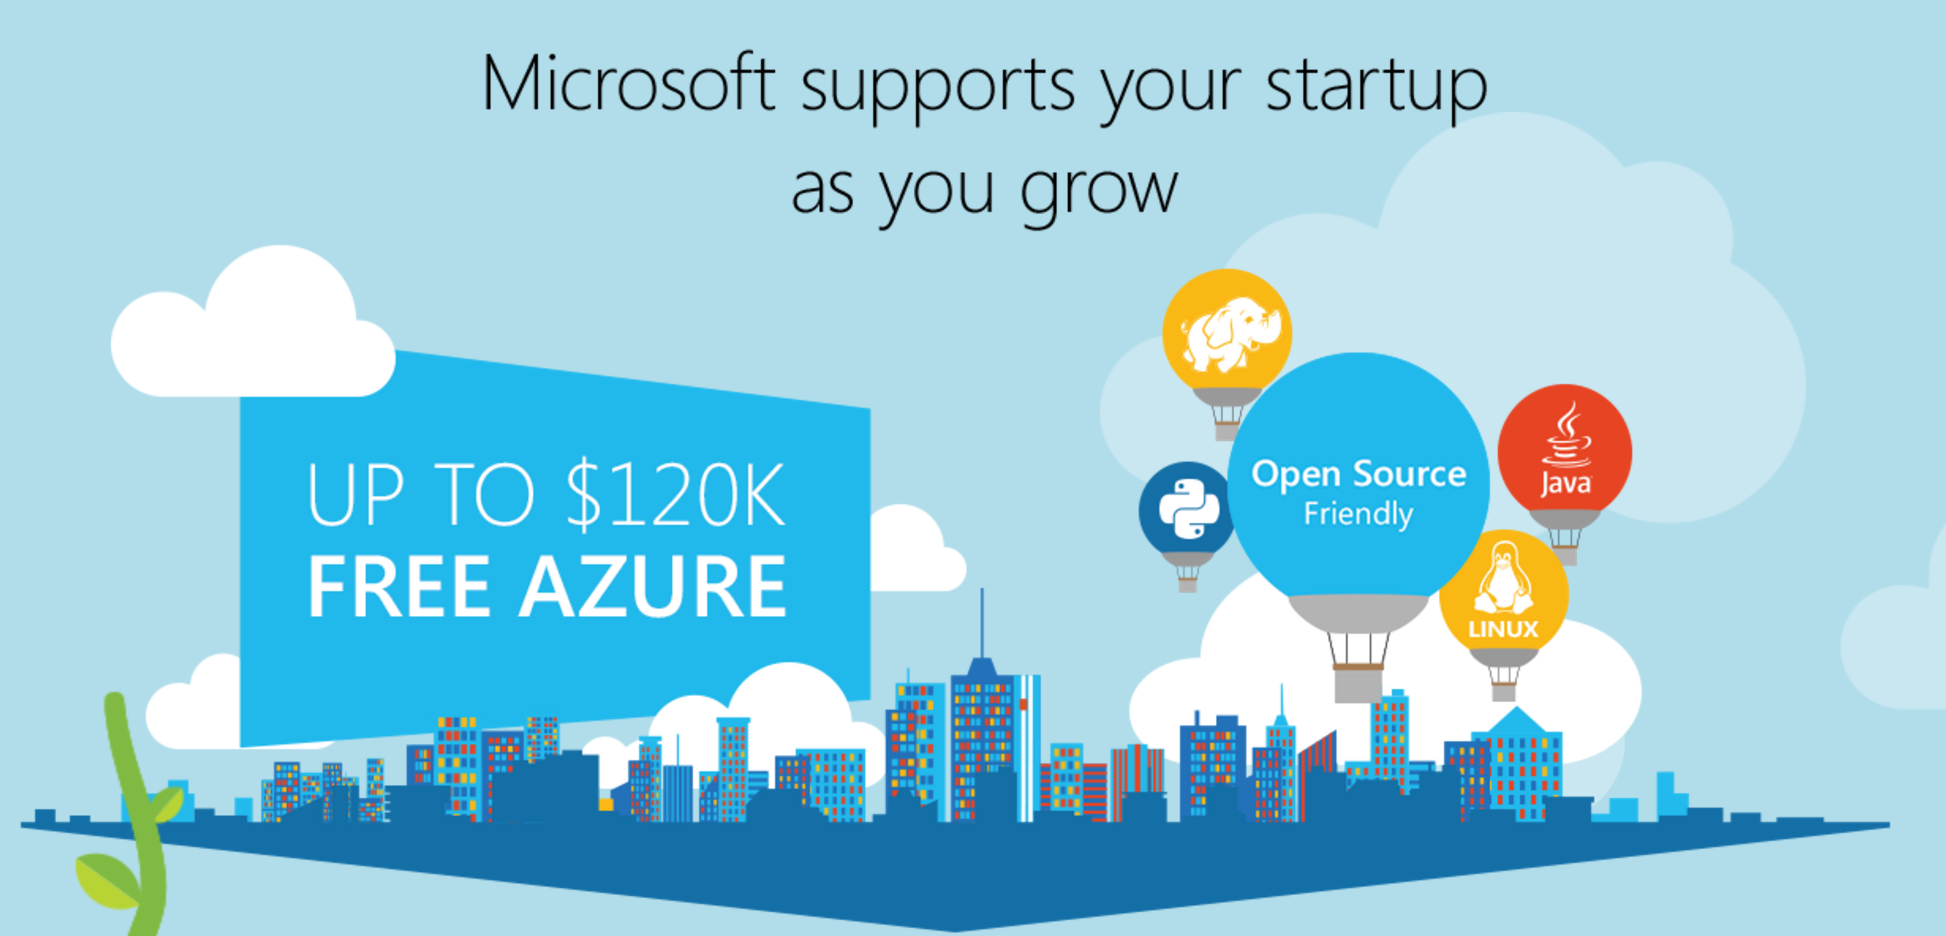 Microsoft supports your startup
as you grow
UP TO $120K
FREE AZURE
Open Source
Friendly
Java
LINUX